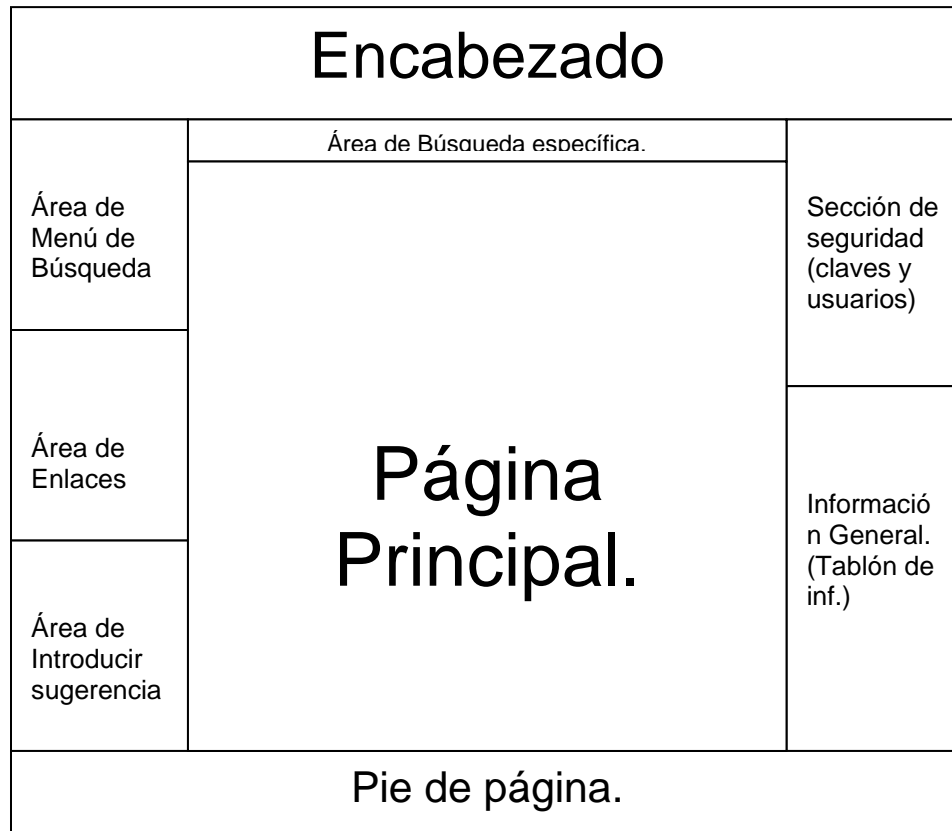 Encabezado
Área de Búsqueda específica.
Área de
Menú de
Búsqueda
Área de
Enlaces
Área de
Introducir
sugerencia
Página
Principal.
Sección de
seguridad
(claves y
usuarios)
Informació
n General.
(Tablón de
inf.)
Pie de página.